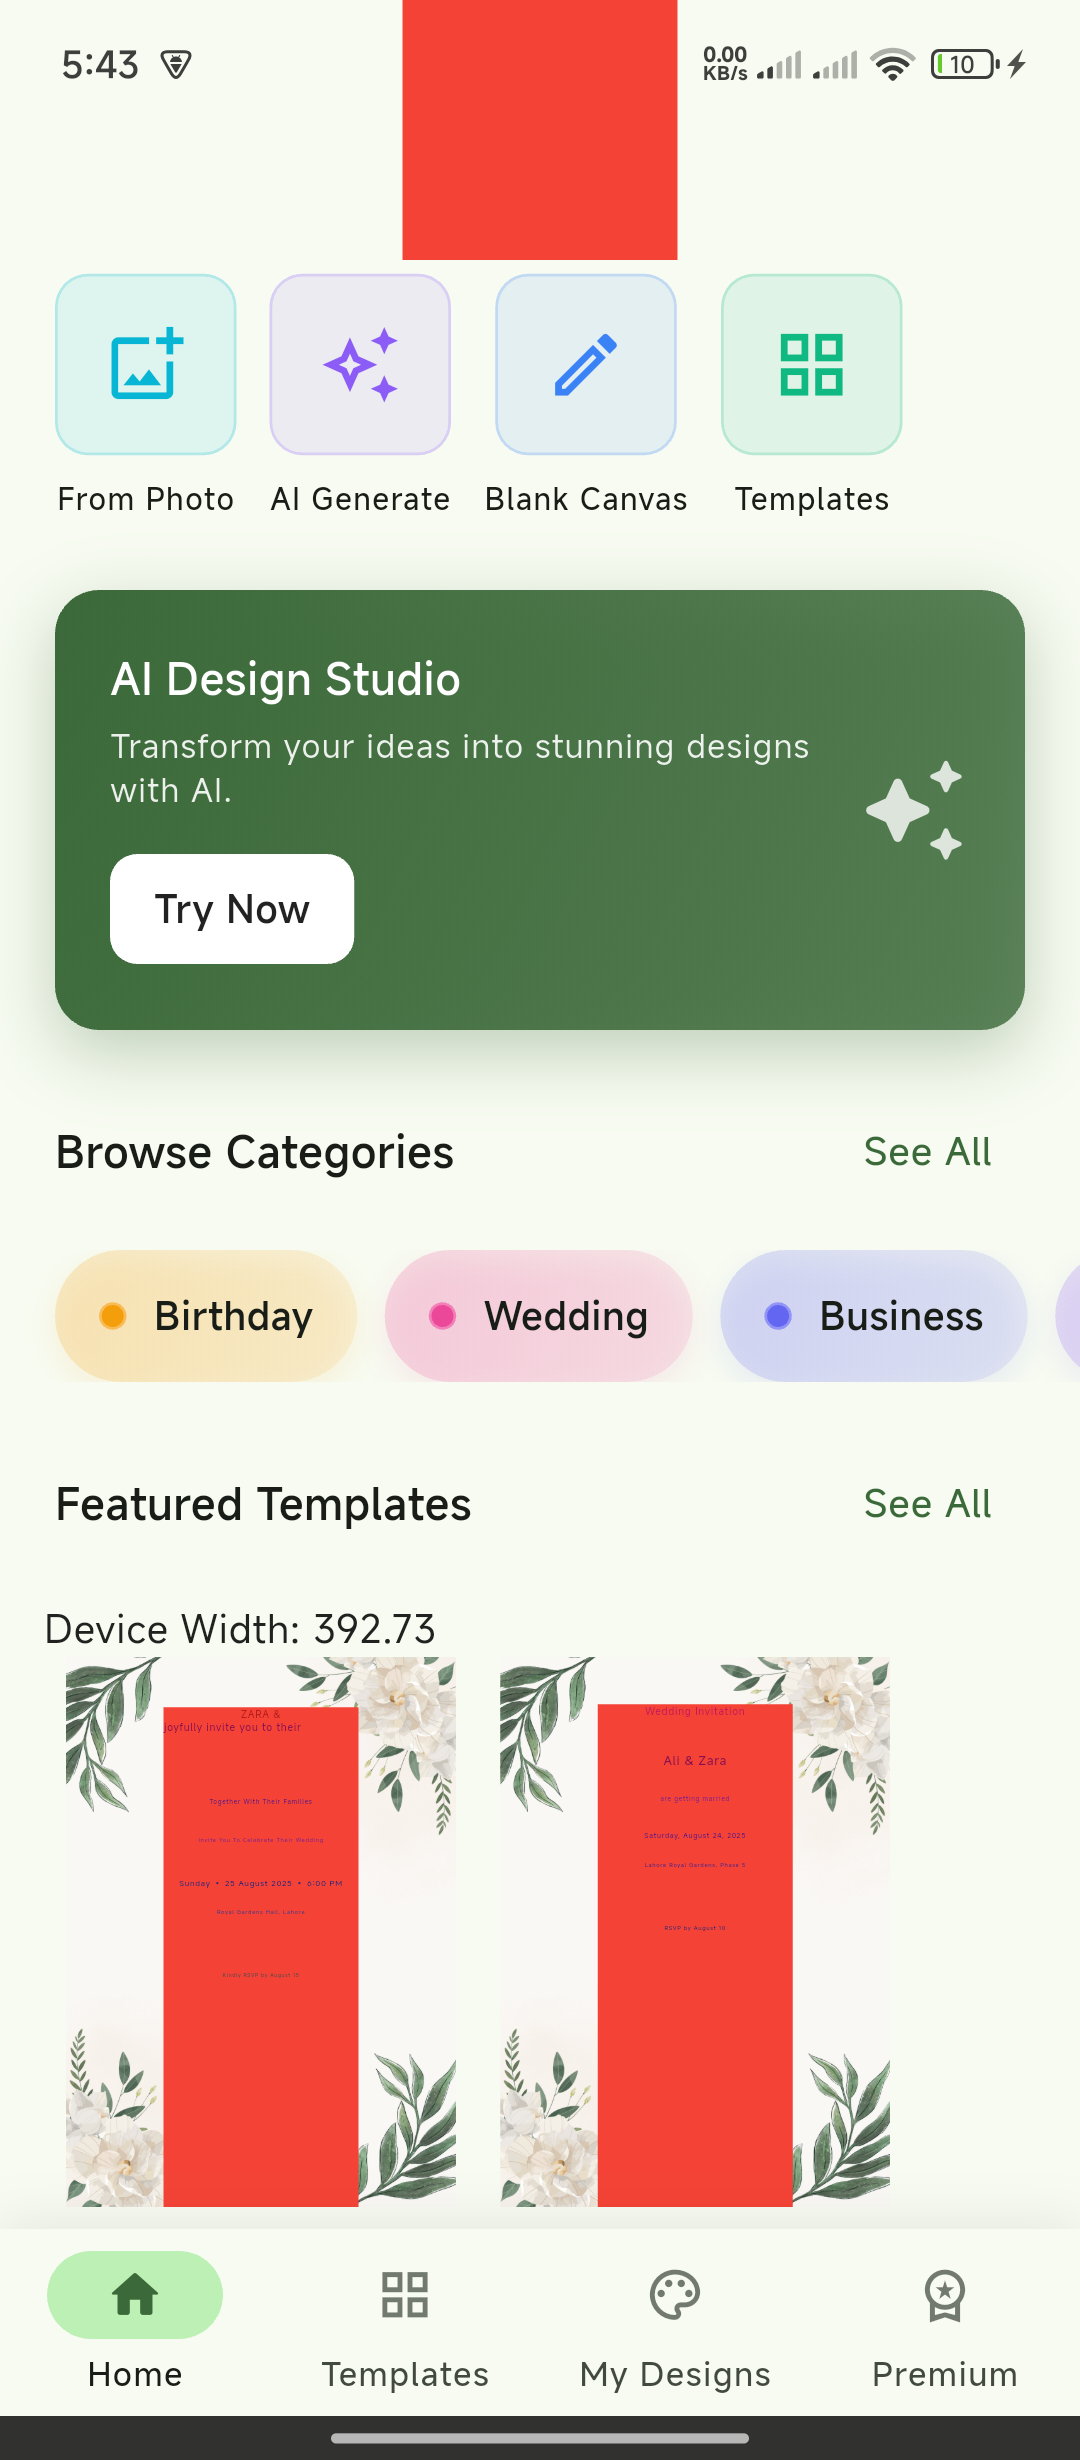 5:43
0.00
KB/s
10
From Photo
AI Generate
Blank Canvas
Templates
AI Design Studio
Transform your ideas into stunning designs
with AI.
Try Now
Browse Categories
See All
Birthday
Wedding
Business
Featured Templates
See All
Device Width: 392.73
ZARA &
joyfully invite you to their
Together With Their Families
Invite You To Celebrate Their Wedding
Sunday • 25 August 2025 • 6:00 PM
Royal Gardens Hall, Lahore
Kindly RSVP by August 15
Wedding Invitation
Ali & Zara
are getting married
Saturday, August 24, 2025
Lahore Royal Gardens, Phase 5
RSVP by August 10
Home
Templates
My Designs
Premium